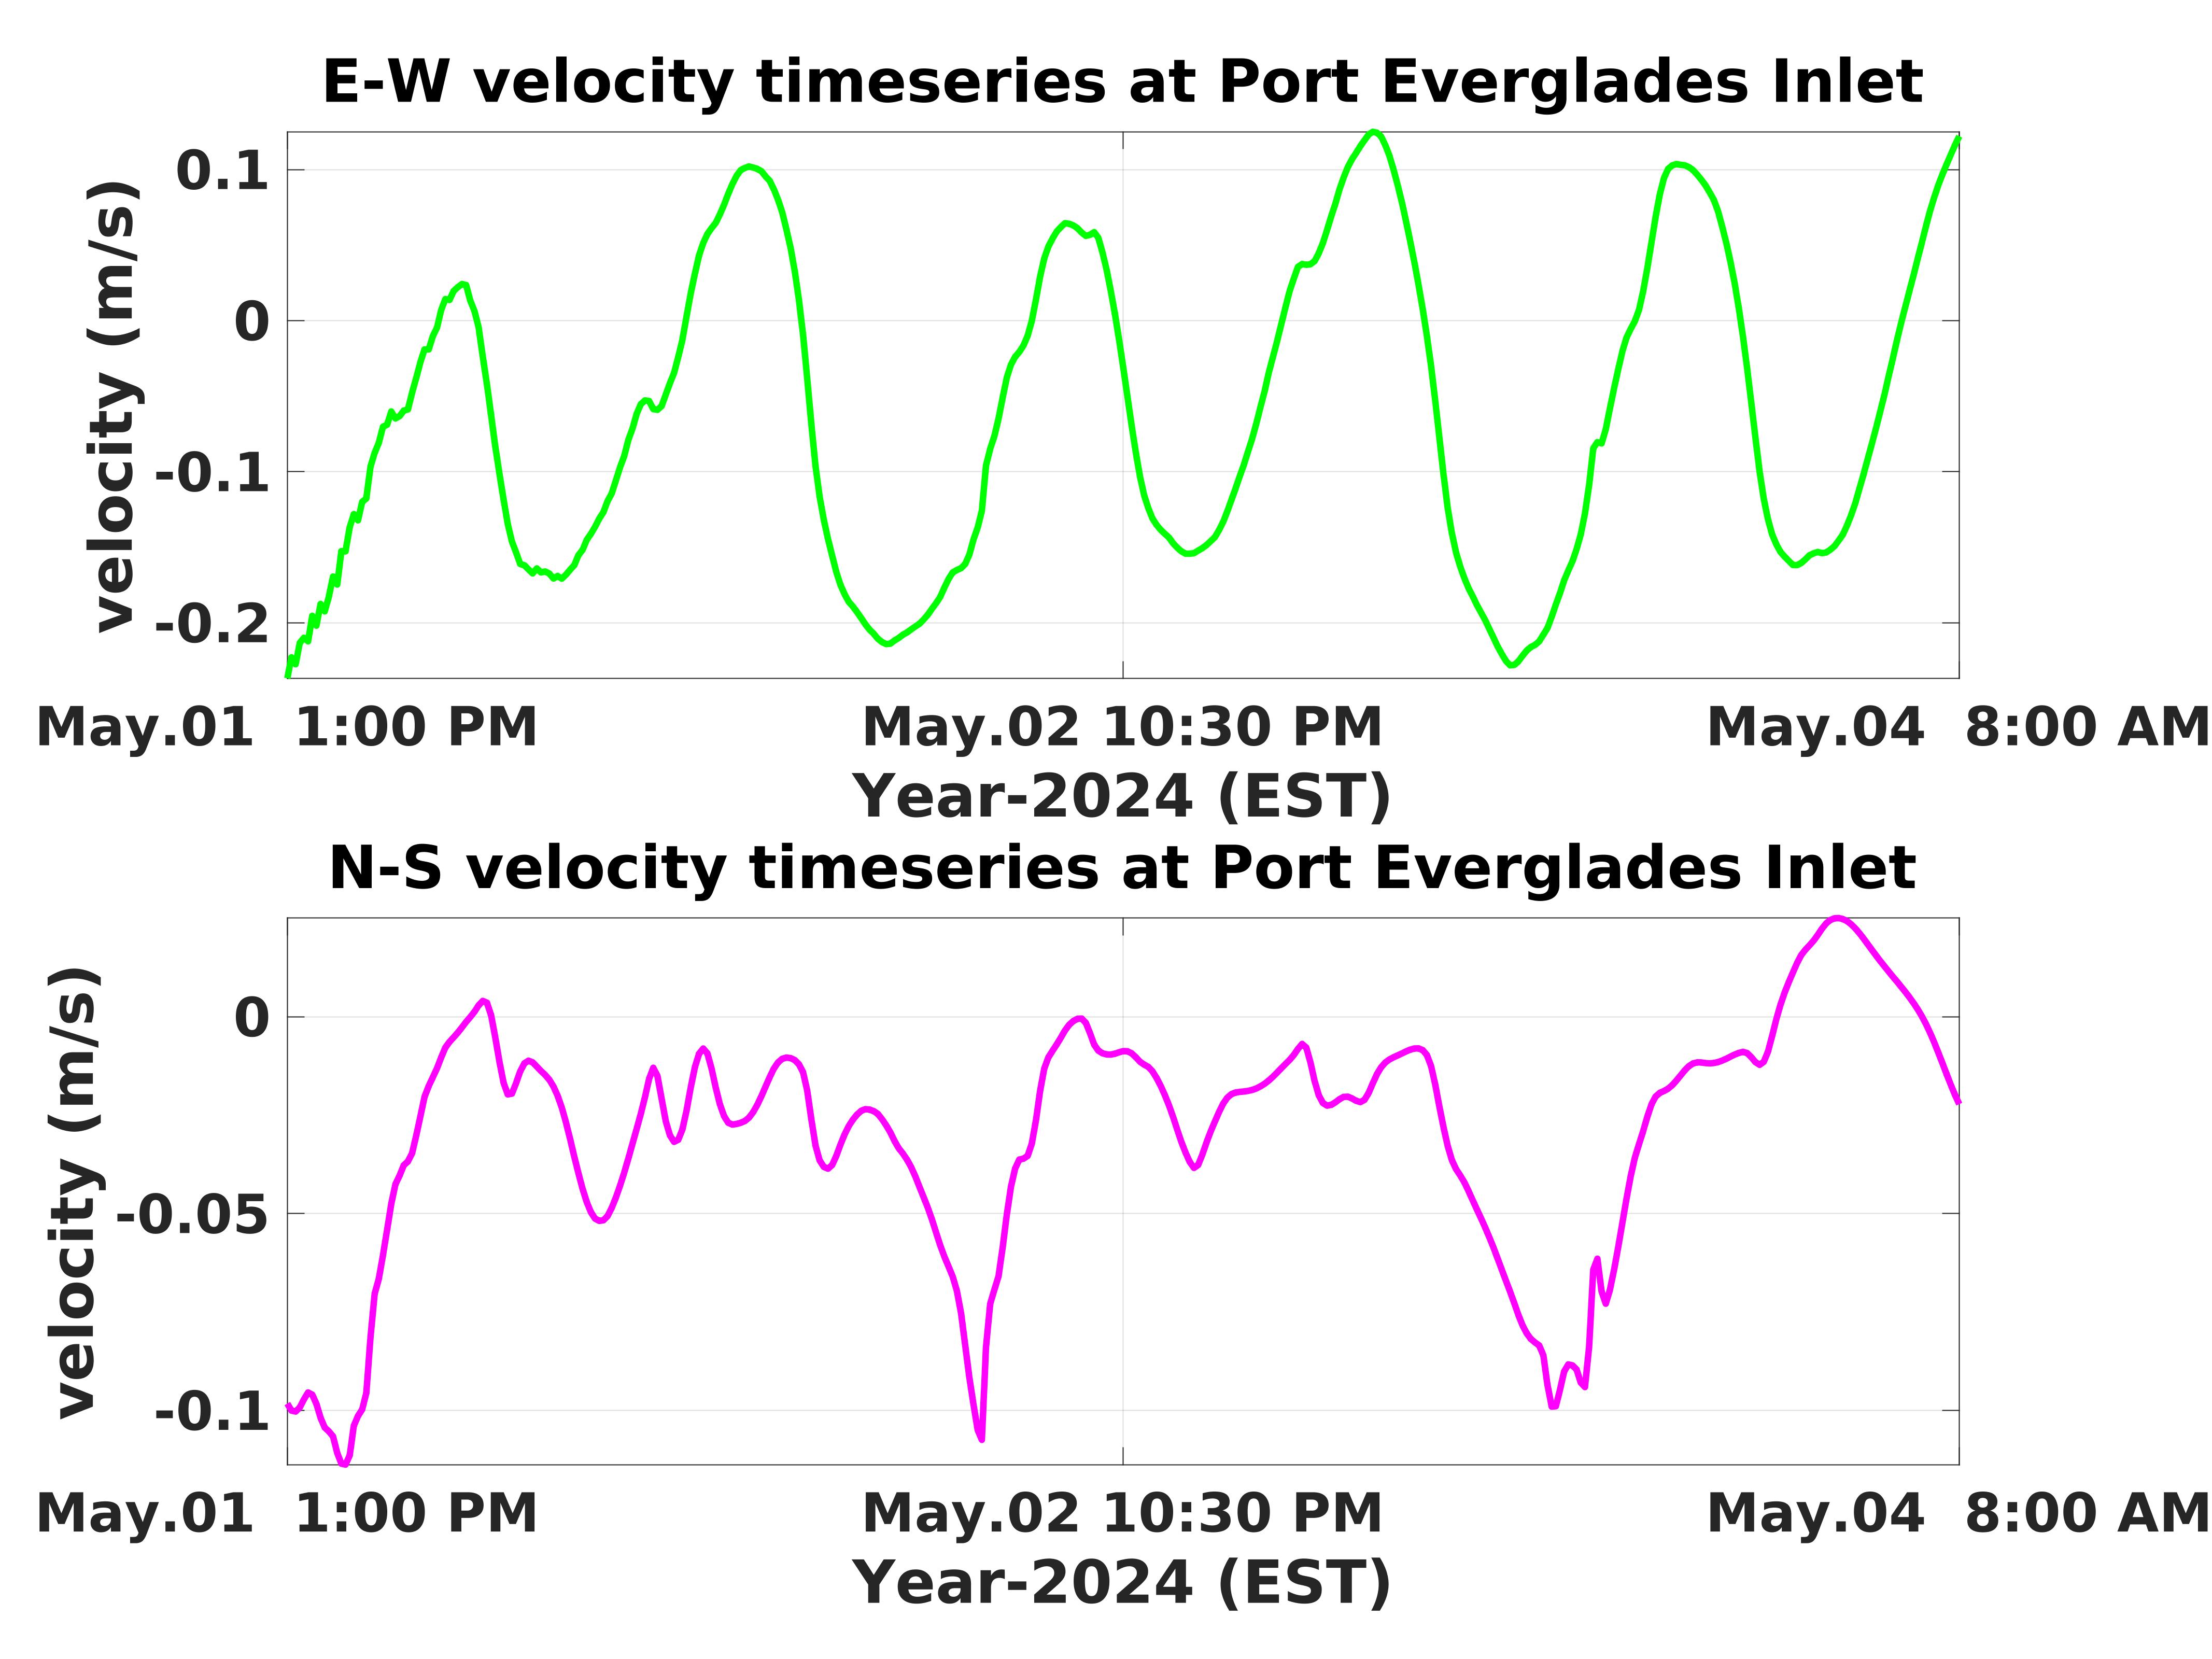 E-W velocity timeseries at Port Everglades Inlet
velocity (m/s)
0.1
0
-0.1
-0.2
May.01  1:00 PM
May.02 10:30 PM
May.04  8:00 AM
Year-2024 (EST)
N-S velocity timeseries at Port Everglades Inlet
velocity (m/s)
0
-0.05
-0.1
May.01  1:00 PM
May.02 10:30 PM
May.04  8:00 AM
Year-2024 (EST)